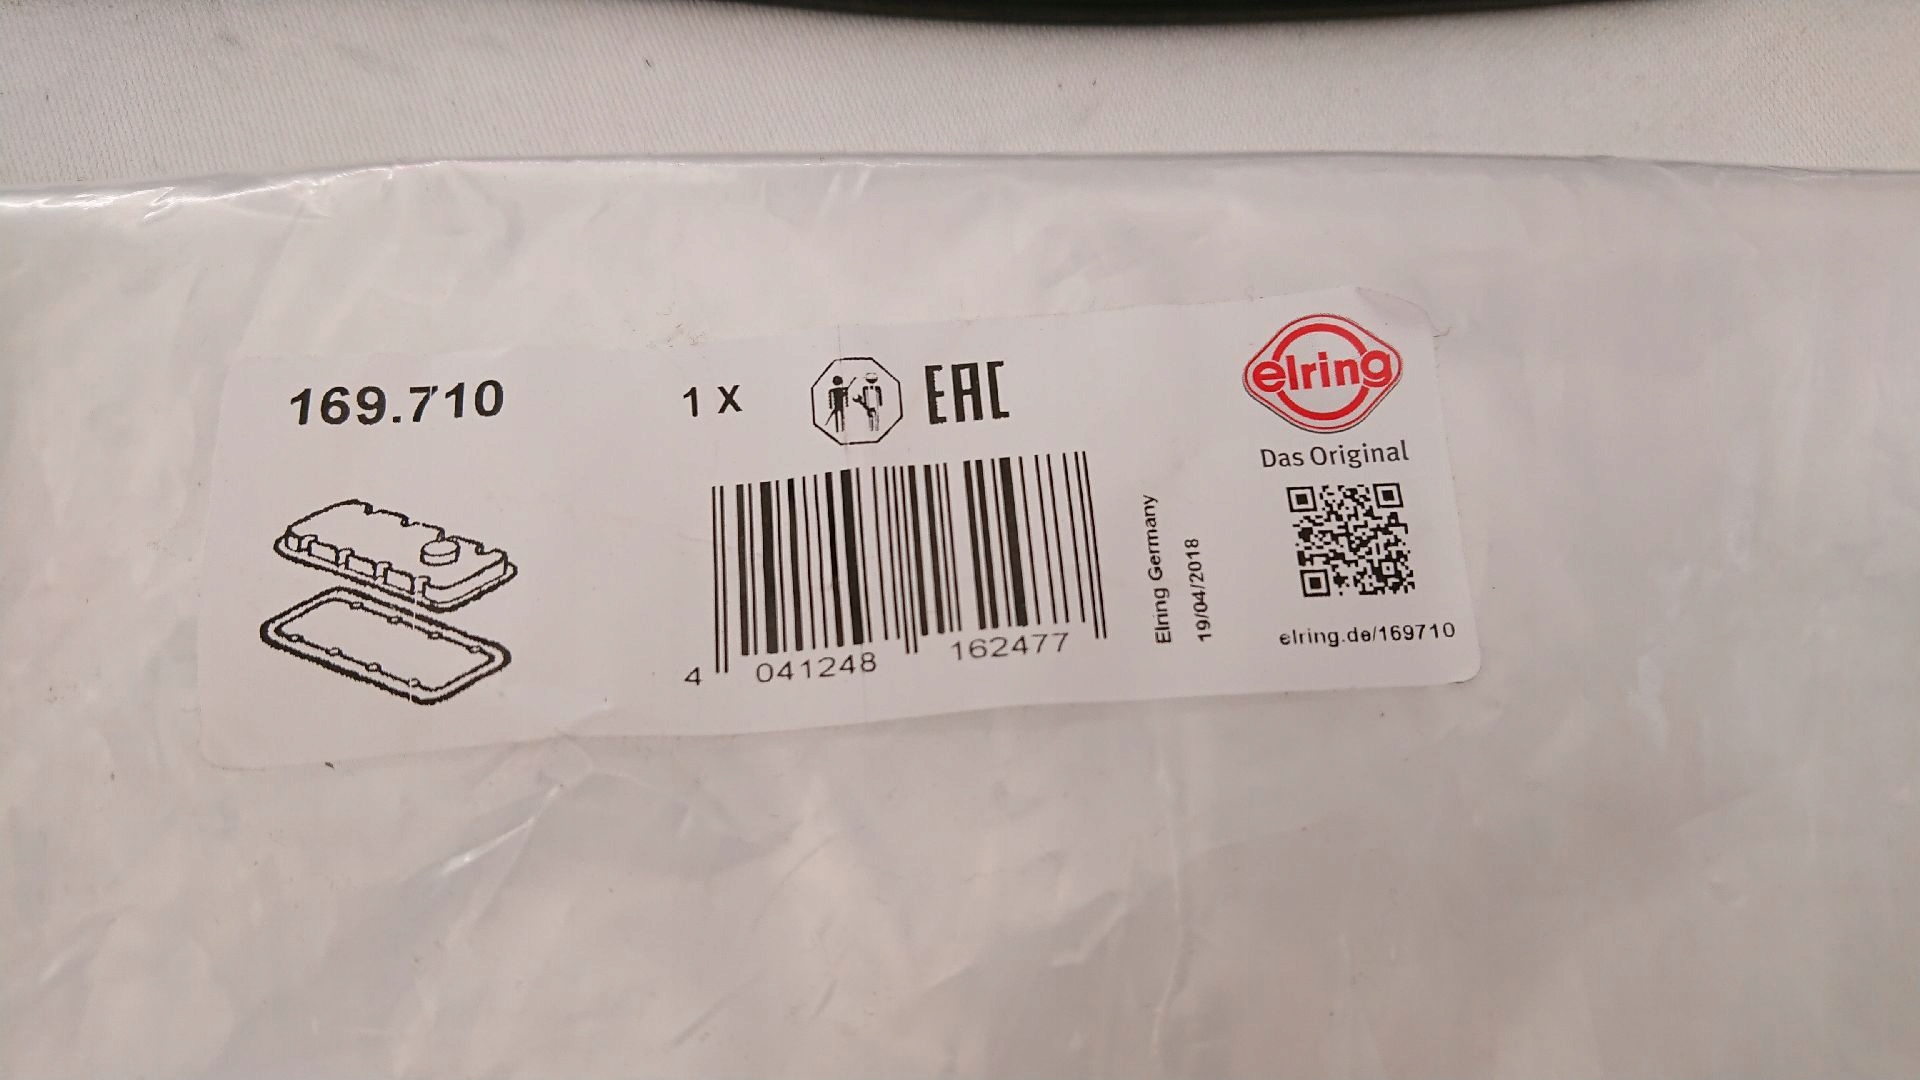 169.710
1 X
EAC
elring
Das Original
4 041248 162477
Elring Germany
19/04/2018
elring.de/169710